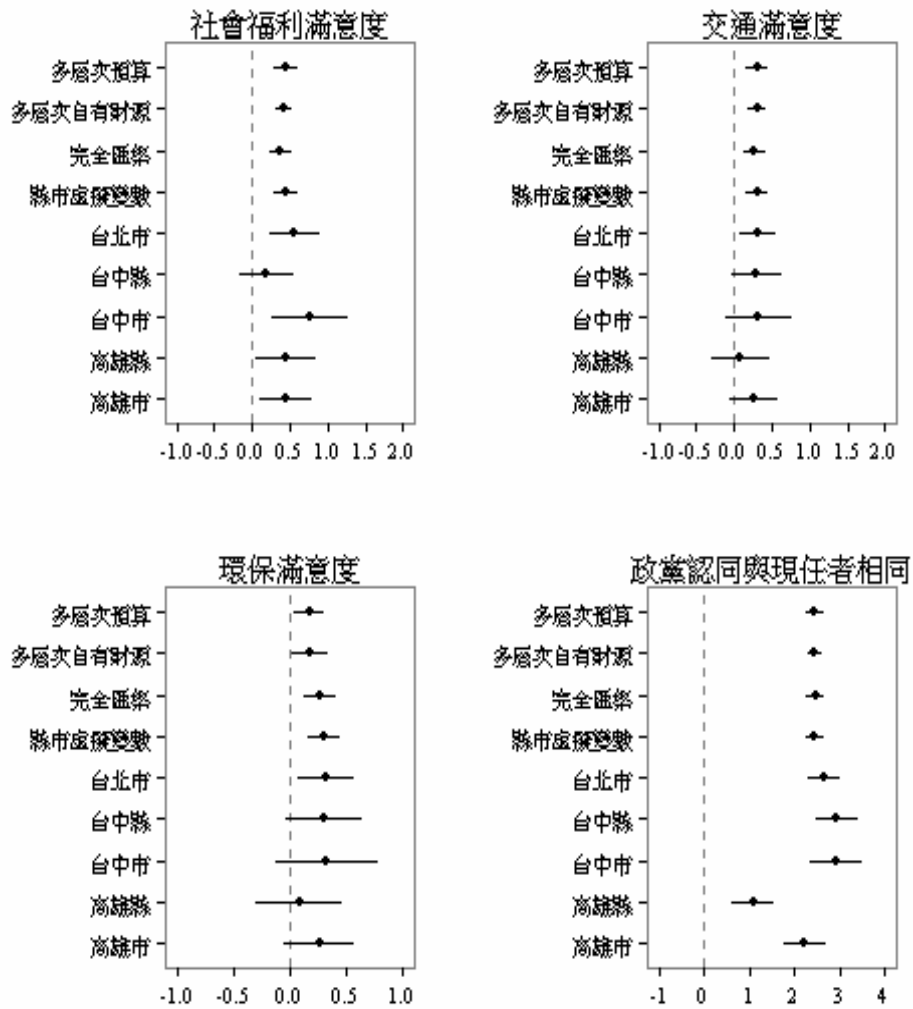 社會福利滿意度
多層次預算
多層次自有財源
完全匯集
縣市虛擬變數
台北市
台中縣
台中市
高雄縣
高雄市
-1.0 -0.5 0.0 0.5 1.0 1.5 2.0
交通滿意度
多層次預算
多層次自有財源
完全匯集
縣市虛擬變數
台北市
台中縣
台中市
高雄縣
高雄市
-1.0 -0.5 0.0 0.5 1.0 1.5 2.0
環保滿意度
多層次預算
多層次自有財源
完全匯集
縣市虛擬變數
台北市
台中縣
台中市
高雄縣
高雄市
-1.0 -0.5 0.0 0.5 1.0
政黨認同與現任者相同
多層次預算
多層次自有財源
完全匯集
縣市虛擬變數
台北市
台中縣
台中市
高雄縣
高雄市
-1 0 1 2 3 4